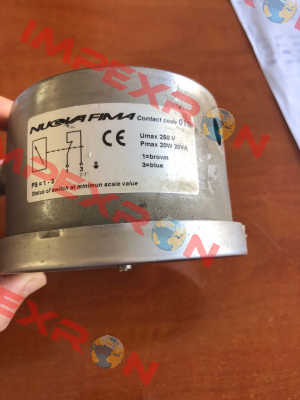 NUOVA FIMA
Contact code
CE
Umax 250 V
Pmax 20W 20VA
1=brown
3=blue
PS = 1 - 3
Status of switch at minimun scale value
IMPEXRON
IMPEXRON